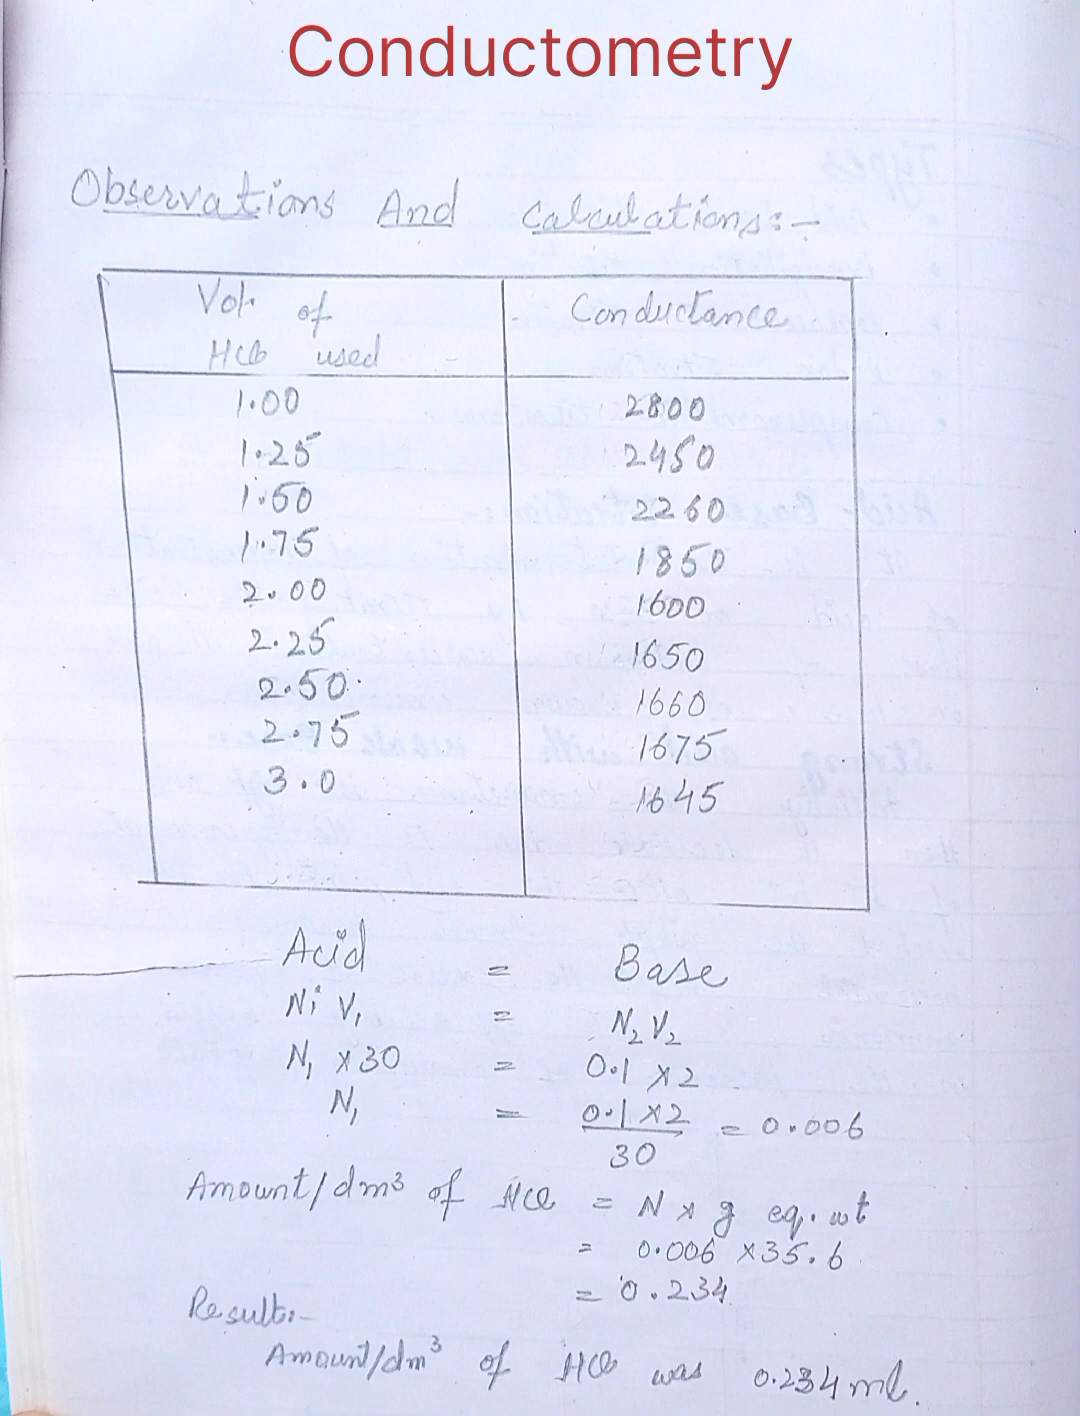 Conductometry
Observations And Calculations:-
Vol. of HCl used Conductance
1.00 2800
1.25 2450
1.50 2260
1.75 1850
2.00 1600
2.25 1650
2.50 1660
2.75 1675
3.0 1645
Acid = Base
N1 V1 = N2 V2
N1 × 30 = 0.1 × 2
N1 = 0.1 × 2 / 30 = 0.006
Amount/dm³ of HCl = N × g eq. wt
= 0.006 × 35.6
= 0.234
Result:-
Amount/dm³ of HCl was 0.234 ml.